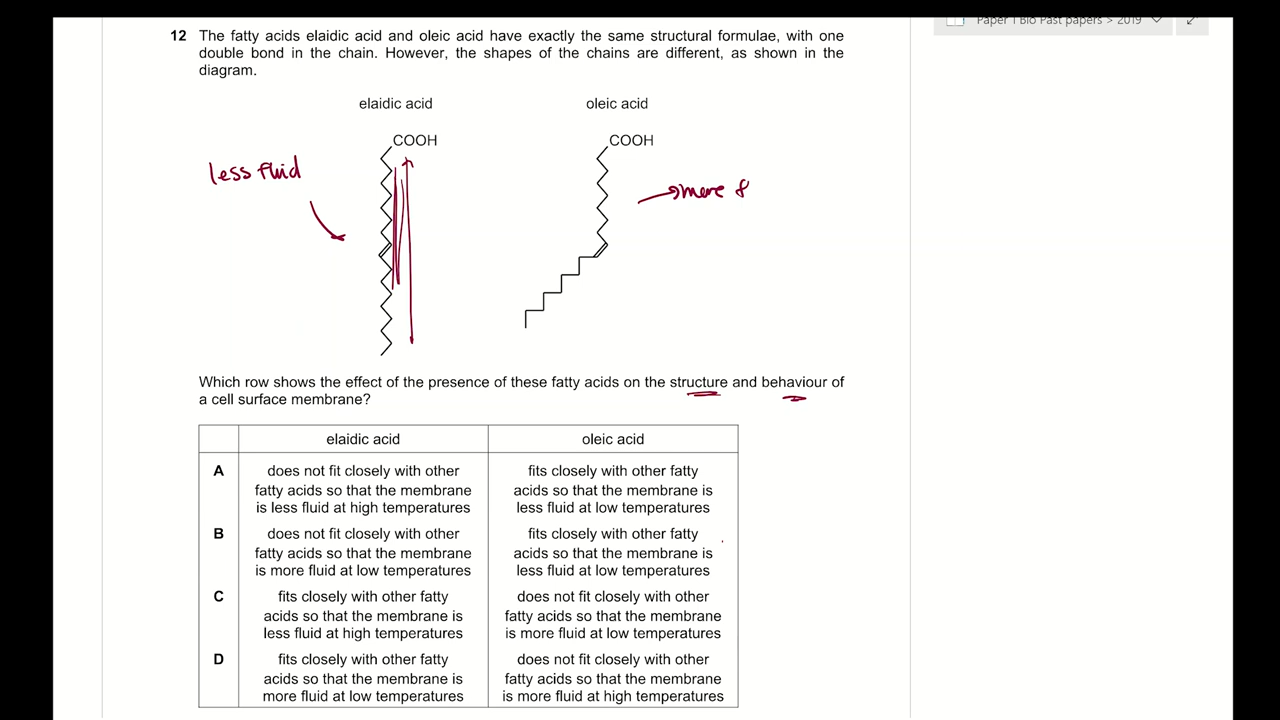 Paper 1 Bio Past papers > 2019
12 The fatty acids elaidic acid and oleic acid have exactly the same structural formulae, with one
double bond in the chain. However, the shapes of the chains are different, as shown in the
diagram.
elaidic acid
oleic acid
COOH
COOH
less fluid
more f
Which row shows the effect of the presence of these fatty acids on the structure and behaviour of
a cell surface membrane?
elaidic acid
oleic acid
A
does not fit closely with other
fatty acids so that the membrane
is less fluid at high temperatures
fits closely with other fatty
acids so that the membrane is
less fluid at low temperatures
B
does not fit closely with other
fatty acids so that the membrane
is more fluid at low temperatures
fits closely with other fatty
acids so that the membrane is
less fluid at low temperatures
C
fits closely with other fatty
acids so that the membrane is
less fluid at high temperatures
does not fit closely with other
fatty acids so that the membrane
is more fluid at low temperatures
D
fits closely with other fatty
acids so that the membrane is
more fluid at low temperatures
does not fit closely with other
fatty acids so that the membrane
is more fluid at high temperatures